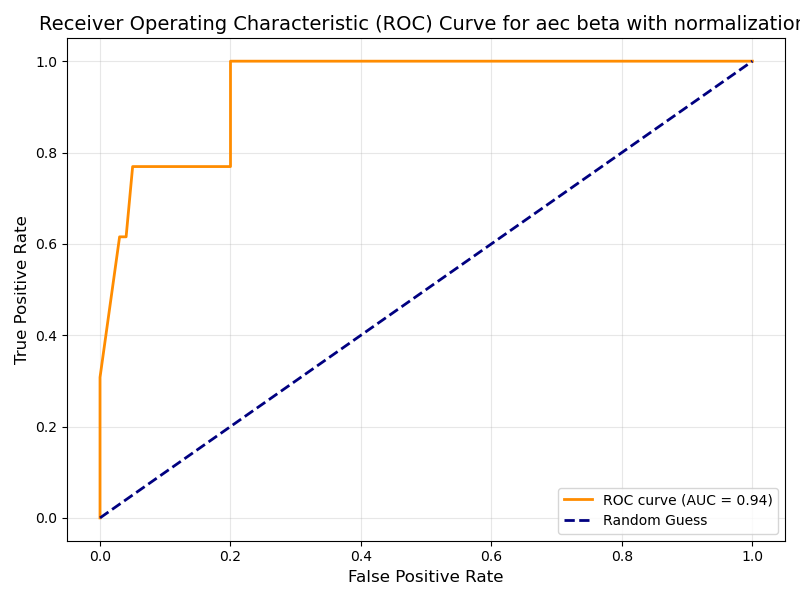 Receiver Operating Characteristic (ROC) Curve for aec beta with normalization
True Positive Rate
1.0
0.8
0.6
0.4
0.2
0.0
ROC curve (AUC = 0.94)
Random Guess
0.0 0.2 0.4 0.6 0.8 1.0
False Positive Rate